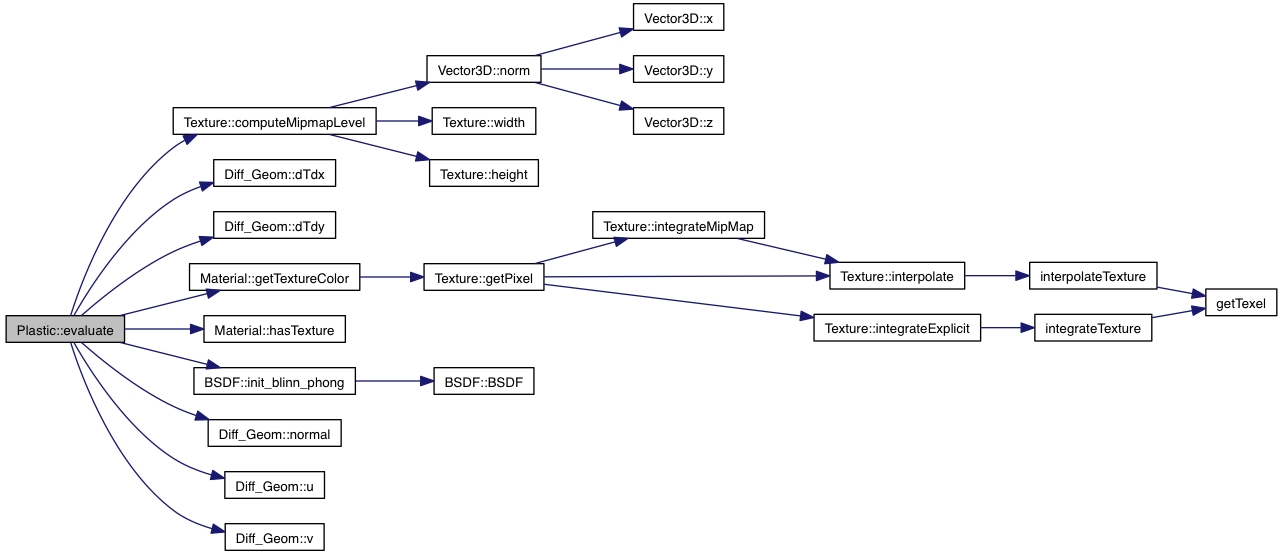 Vector3D::x
Vector3D::norm
Vector3D::y
Texture::computeMipmapLevel
Texture::width
Vector3D::z
Diff_Geom::dTdx
Texture::height
Diff_Geom::dTdy
Texture::integrateMipMap
Material::getTextureColor
Texture::getPixel
Texture::interpolate
interpolateTexture
getTexel
Plastic::evaluate
Material::hasTexture
Texture::integrateExplicit
integrateTexture
BSDF::init_blinn_phong
BSDF::BSDF
Diff_Geom::normal
Diff_Geom::u
Diff_Geom::v